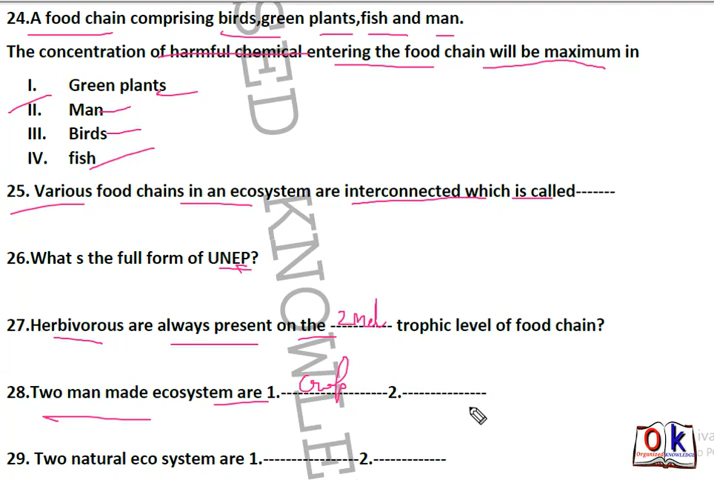 24.A food chain comprising birds,green plants,fish and man.
The concentration of harmful chemical entering the food chain will be maximum in
I. Green plants
II. Man
III. Birds
IV. fish
25. Various food chains in an ecosystem are interconnected which is called-------
26.What s the full form of UNEP?
27.Herbivorous are always present on the ---2nd--- trophic level of food chain?
28.Two man made ecosystem are 1.------------------2.---------------
29. Two natural eco system are 1.----------------2.-------------
SED KNOWLE
OK
Organized KNOWLEDGE